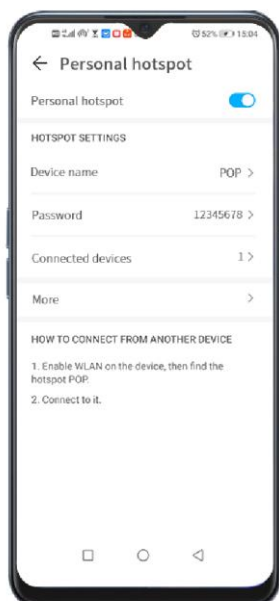 52% 15:04
Personal hotspot
Personal hotspot
HOTSPOT SETTINGS
Device name POP >
Password 12345678 >
Connected devices 1 >
More >
HOW TO CONNECT FROM ANOTHER DEVICE
1. Enable WLAN on the device, then find the
hotspot POP.
2. Connect to it.